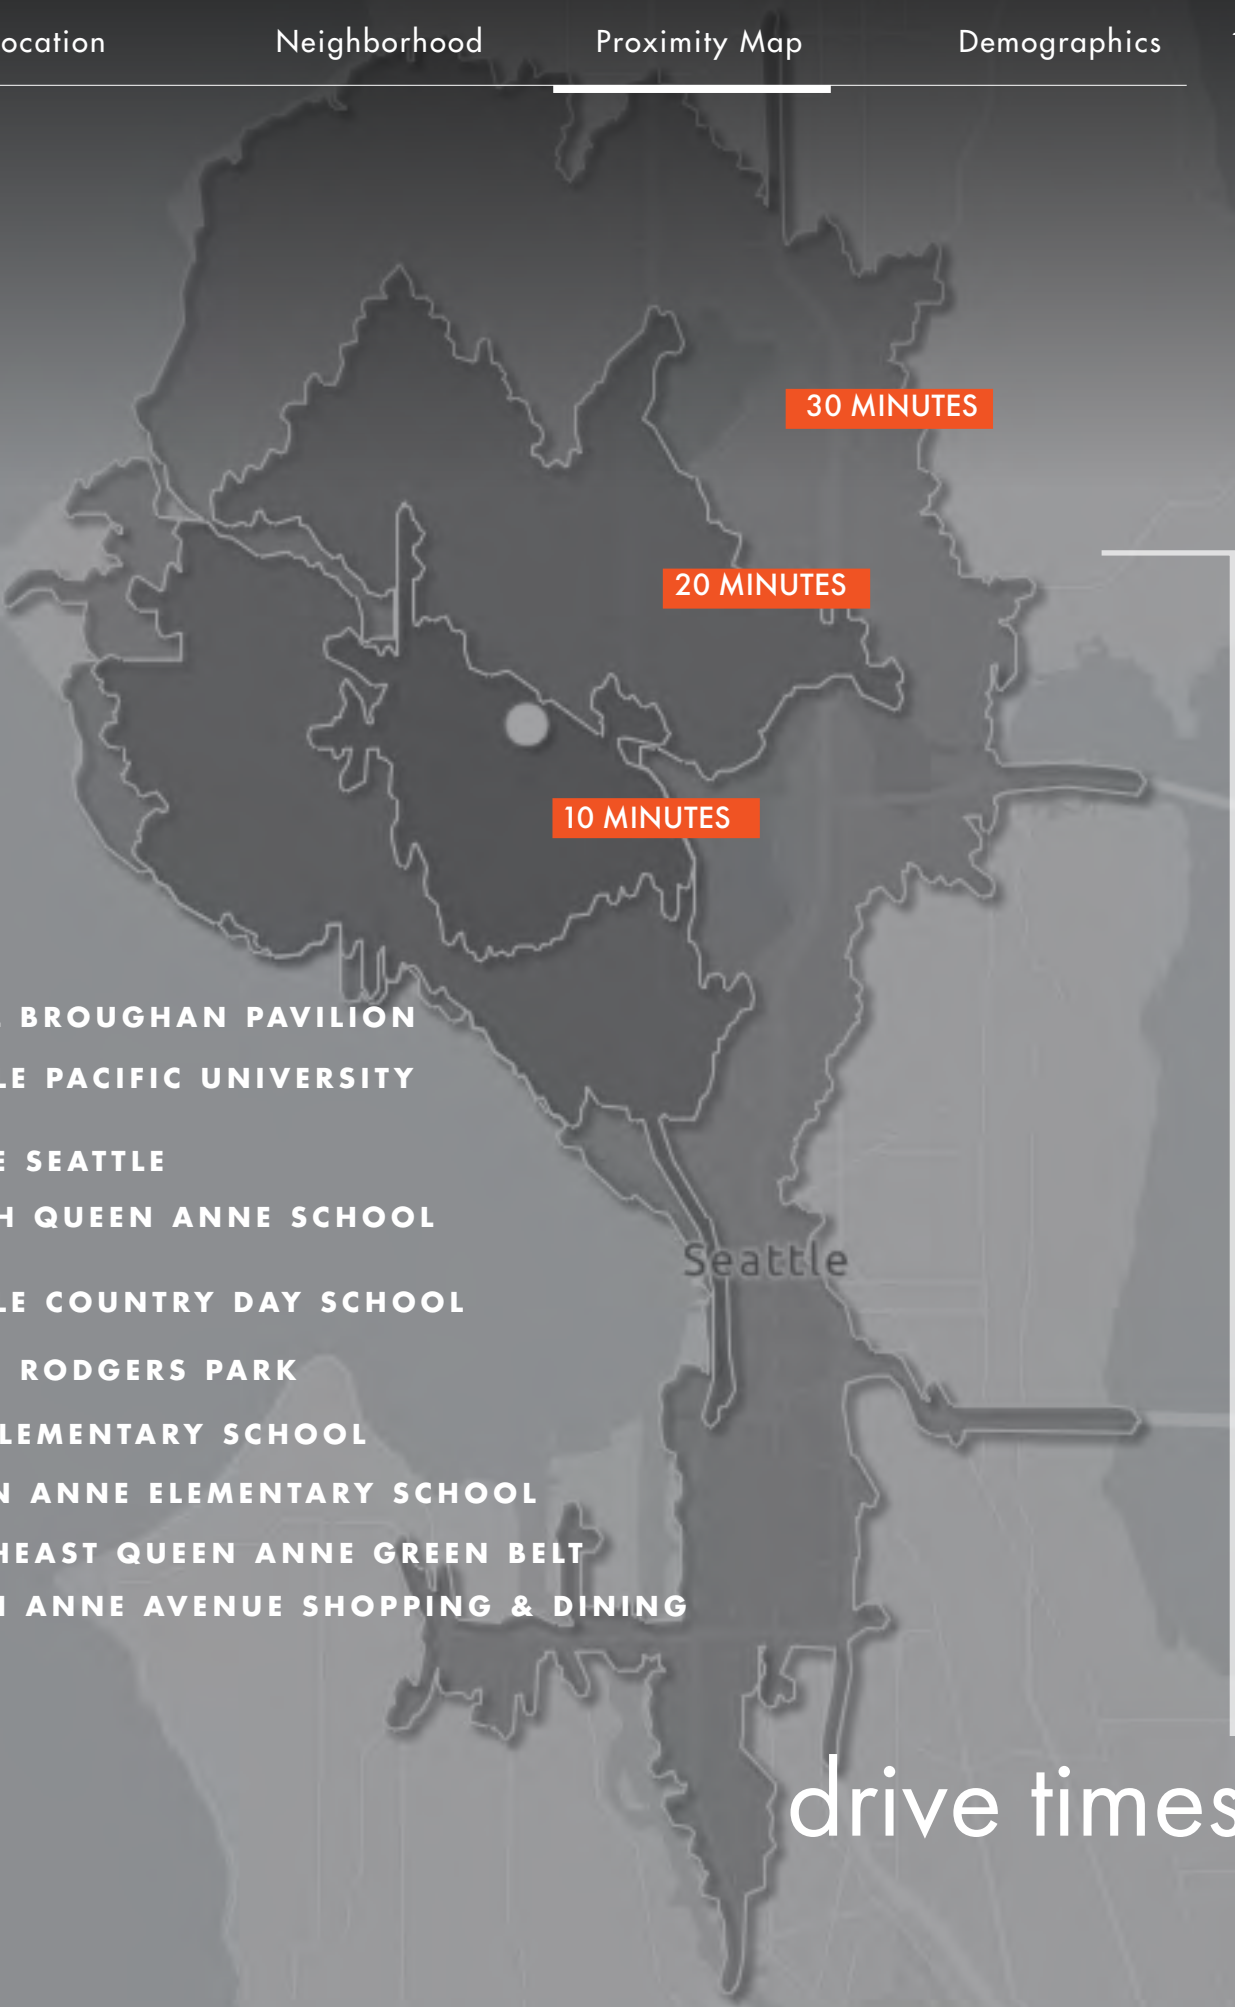 ocation Neighborhood Proximity Map Demographics
30 MINUTES
20 MINUTES
10 MINUTES
BROUGHAN PAVILION
LE PACIFIC UNIVERSITY
E SEATTLE
H QUEEN ANNE SCHOOL
Seattle
LE COUNTRY DAY SCHOOL
RODGERS PARK
LEMENTARY SCHOOL
N ANNE ELEMENTARY SCHOOL
HEAST QUEEN ANNE GREEN BELT
N ANNE AVENUE SHOPPING & DINING
drive times